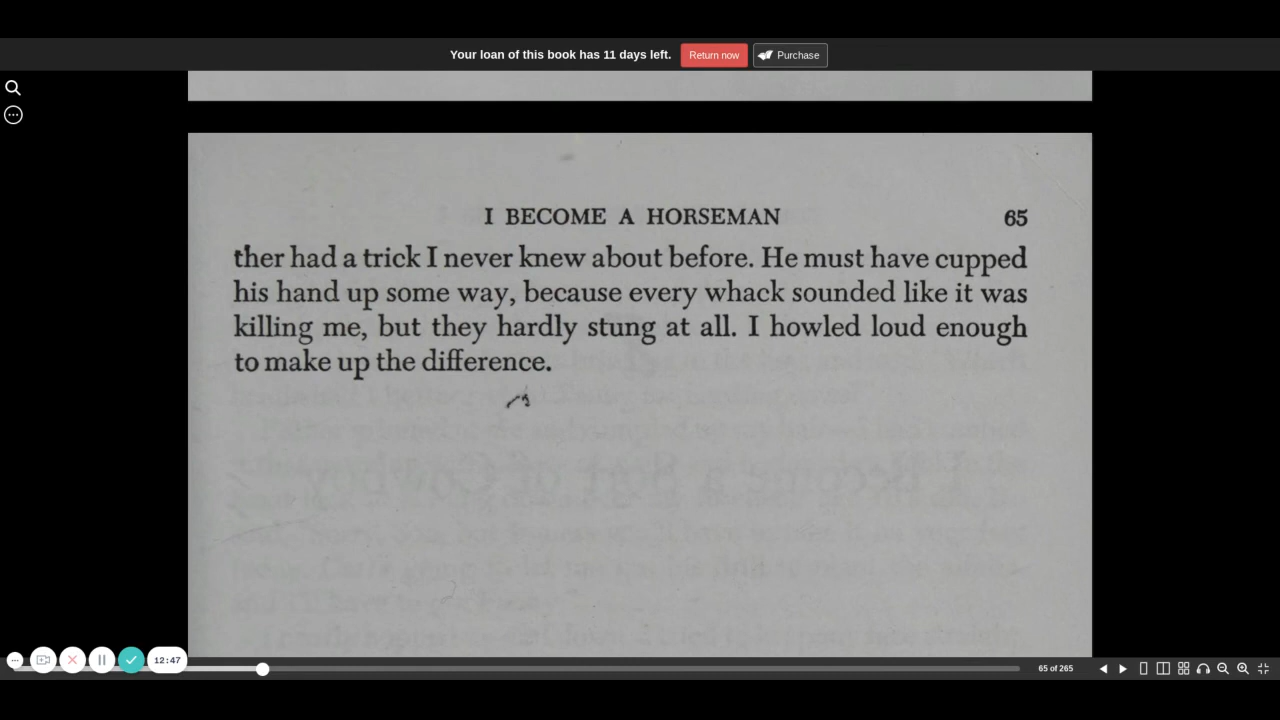 Your loan of this book has 11 days left. Return now Purchase
I BECOME A HORSEMAN 65
ther had a trick I never knew about before. He must have cupped
his hand up some way, because every whack sounded like it was
killing me, but they hardly stung at all. I howled loud enough
to make up the difference.
12:47
65 of 265